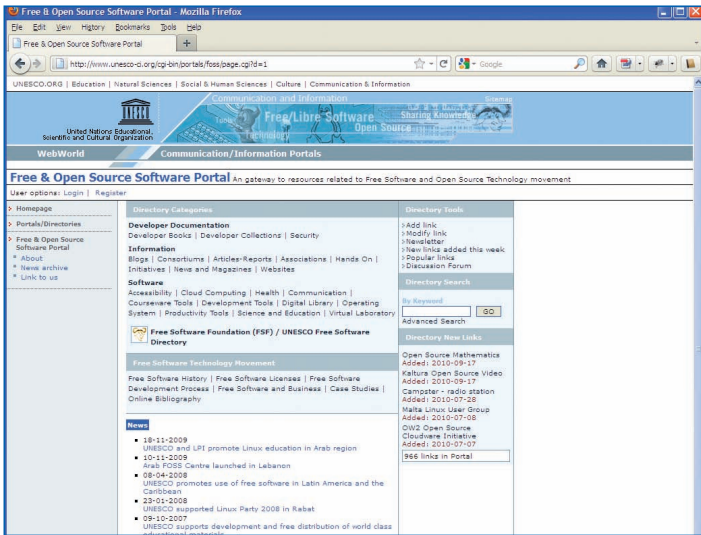 Free & Open Source Software Portal - Mozilla Firefox
File Edit View History Bookmarks Tools Help
Free & Open Source Software Portal
http://www.unesco-ci.org/cgi-bin/portals/foss/page.cgi?d=1
Google
UNESCO.ORG | Education | Natural Sciences | Social & Human Sciences | Culture | Communication & Information
Communication and Information
Sitemap
Tools
Free/Libre Software
Sharing Knowledge
Open Source
Technology
United Nations Educational,
Scientific and Cultural Organization
WebWorld
Communication/Information Portals
Free & Open Source Software Portal An gateway to resources related to Free Software and Open Source Technology movement
User options: Login | Register
Homepage
Portals/Directories
Free & Open Source
Software Portal
About
News archive
Link to us
Directory Categories
Developer Documentation
Developer Books | Developer Collections | Security
Information
Blogs | Consortiums | Articles-Reports | Associations | Hands On |
Initiatives | News and Magazines | Websites
Software
Accessibility | Cloud Computing | Health | Communication |
Courseware Tools | Development Tools | Digital Library | Operating
System | Productivity Tools | Science and Education | Virtual Laboratory
Free Software Foundation (FSF) / UNESCO Free Software
Directory
Free Software Technology Movement
Free Software History | Free Software Licenses | Free Software
Development Process | Free Software and Business | Case Studies |
Online Bibliography
News
18-11-2009
UNESCO and LPI promote Linux education in Arab region
10-11-2009
Arab FOSS Centre launched in Lebanon
08-04-2008
UNESCO promotes use of free software in Latin America and the
Caribbean
23-01-2008
UNESCO supported Linux Party 2008 in Rabat
09-10-2007
UNESCO supports development and free distribution of world class
educational materials
Directory Tools
Add link
Modify link
Newsletter
New links added this week
Popular links
Discussion Forum
Directory Search
By Keyword
GO
Advanced Search
Directory New Links
Open Source Mathematics
Added: 2010-09-17
Kaltura Open Source Video
Added: 2010-09-17
Campster - radio station
Added: 2010-07-28
Malta Linux User Group
Added: 2010-07-08
OW2 Open Source
Cloudware Initiative
Added: 2010-07-07
966 links in Portal